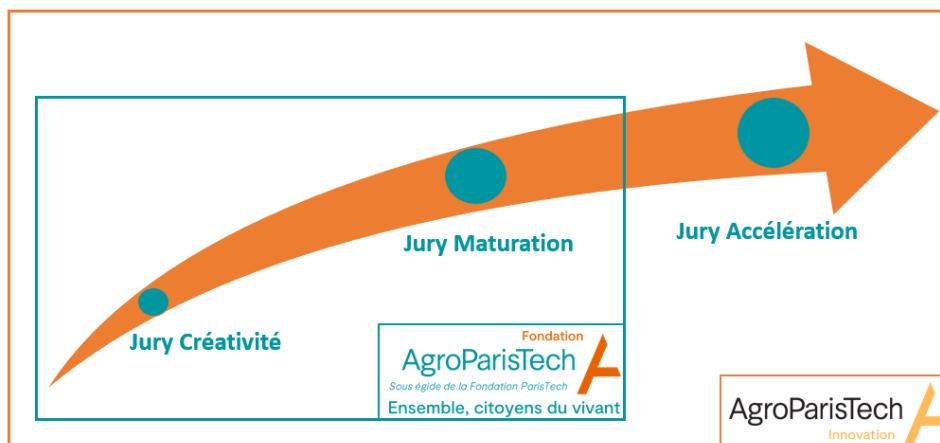 Jury Accélération
Jury Maturation
Jury Créativité
Fondation
AgroParisTech
Sous égide de la Fondation ParisTech
Ensemble, citoyens du vivant
AgroParisTech
Innovation